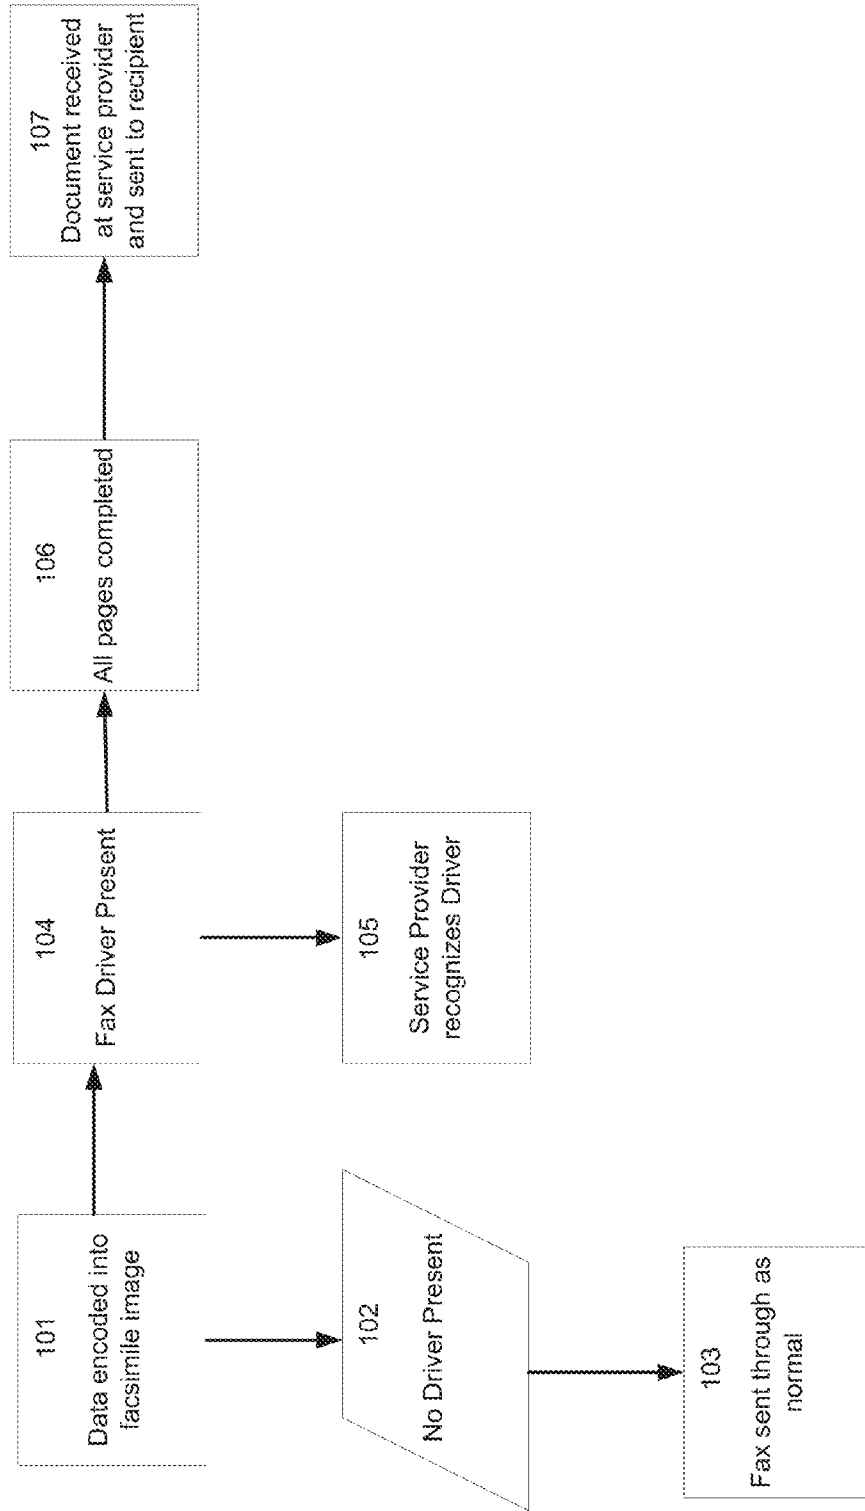 101
Data encoded into
facsimile image
102
No Driver Present
103
Fax sent through as
normal
104
Fax Driver Present
105
Service Provider
recognizes Driver
106
All pages completed
107
Document received
at service provider
and sent to recipient